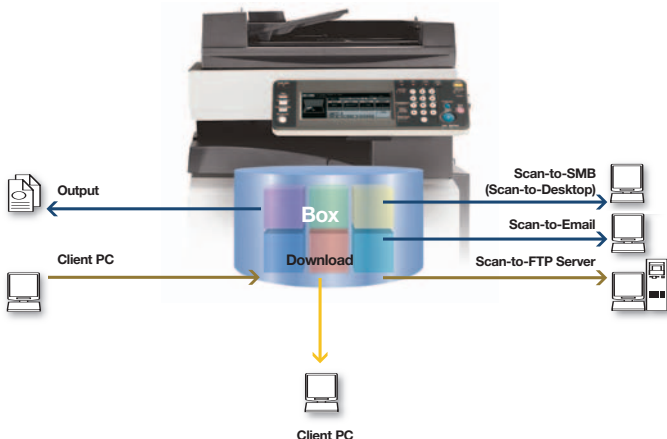 Scan-to-SMB
(Scan-to-Desktop)
Output
Box
Scan-to-Email
Client PC
Download
Scan-to-FTP Server
Client PC